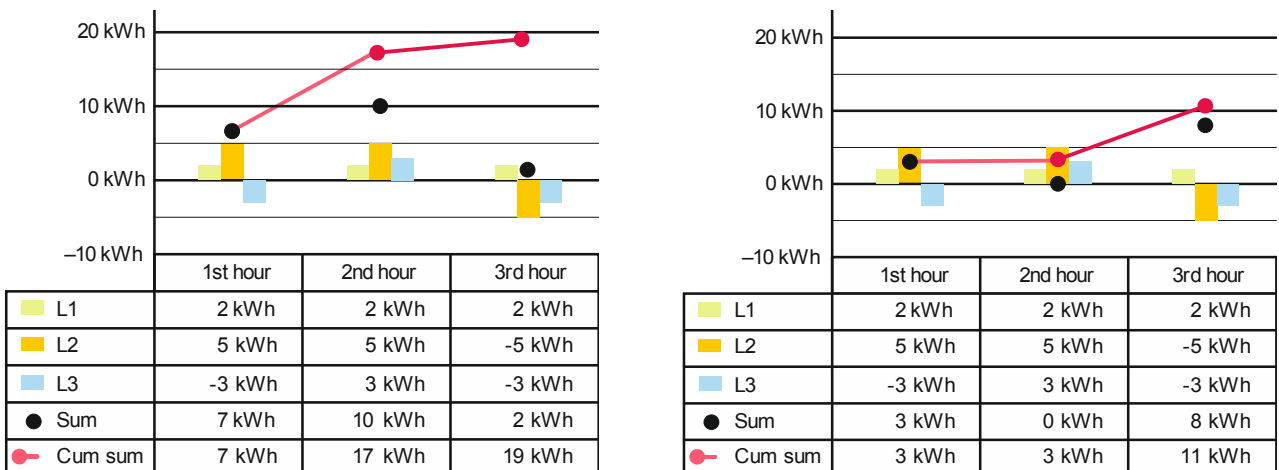 20 kWh
10 kWh
0 kWh
–10 kWh
1st hour 2nd hour 3rd hour
L1 2 kWh 2 kWh 2 kWh
L2 5 kWh 5 kWh -5 kWh
L3 -3 kWh 3 kWh -3 kWh
Sum 7 kWh 10 kWh 2 kWh
Cum sum 7 kWh 17 kWh 19 kWh
20 kWh
10 kWh
0 kWh
–10 kWh
1st hour 2nd hour 3rd hour
L1 2 kWh 2 kWh 2 kWh
L2 5 kWh 5 kWh -5 kWh
L3 -3 kWh 3 kWh -3 kWh
Sum 3 kWh 0 kWh 8 kWh
Cum sum 3 kWh 3 kWh 11 kWh